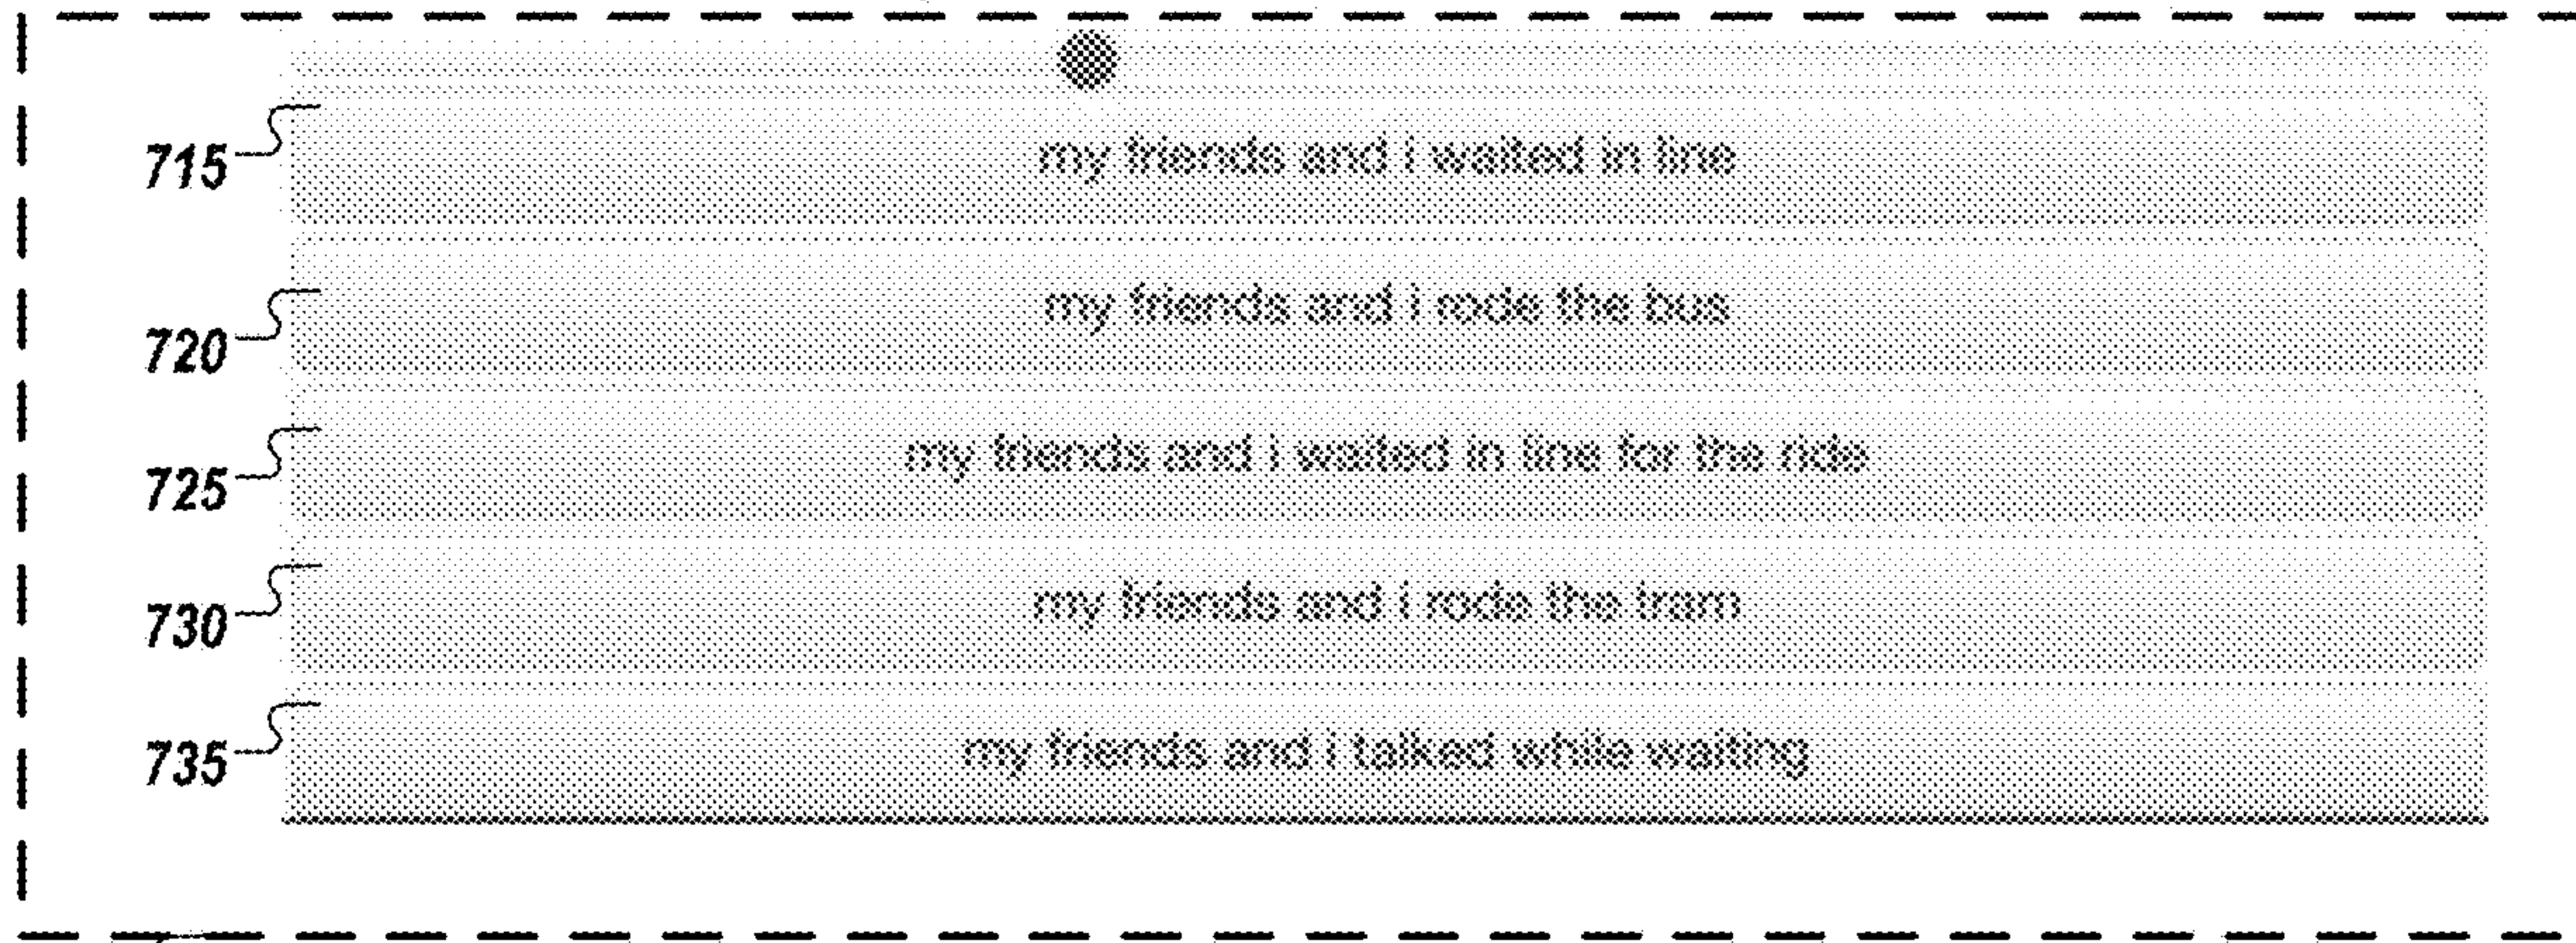 715 my friends and i waited in line
720 my friends and i rode the bus
725 my friends and i waited in line for the ride
730 my friends and i rode the tram
735 my friends and i talked while waiting